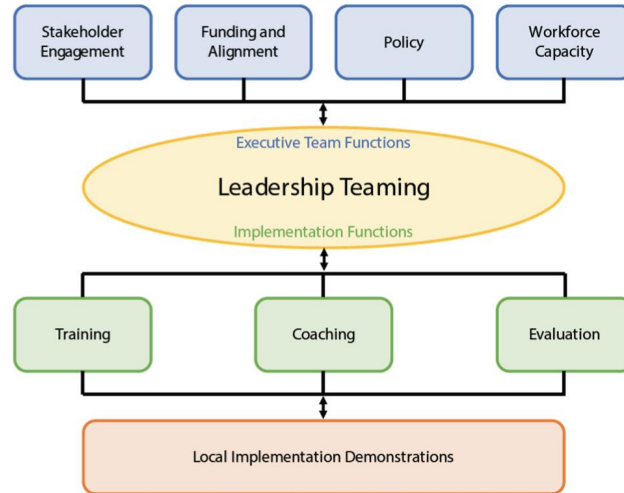 Stakeholder
Engagement
Funding and
Alignment
Policy
Workforce
Capacity
Executive Team Functions
Leadership Teaming
Implementation Functions
Training
Coaching
Evaluation
Local Implementation Demonstrations